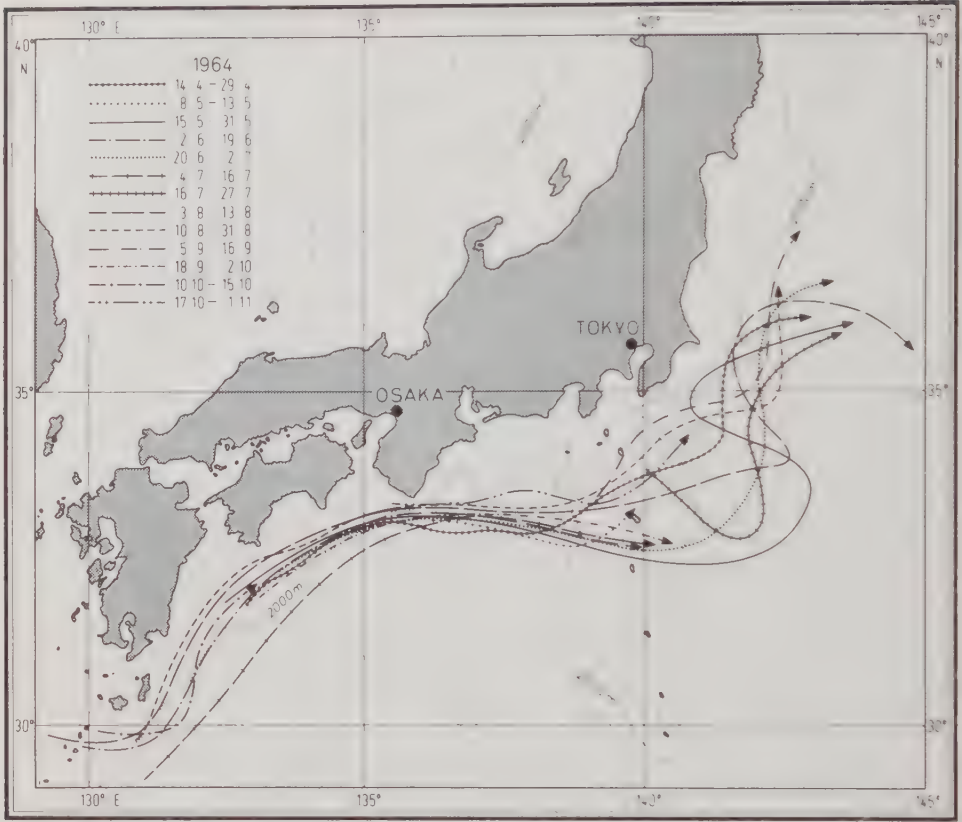 130° E 135° 140° 145°
40° 40°
N N
1964
14 4 - 29 4
8 5 - 13 5
15 5 31 5
2 6 19 6
20 6 2 7
4 7 16 7
16 7 27 7
3 8 13 8
10 8 31 8
5 9 16 9
18 9 2 10
10 10 - 15 10
17 10 - 1 11
TOKYO
35° 35°
OSAKA
2000m
30° 30°
130° E 135° 140° 145°